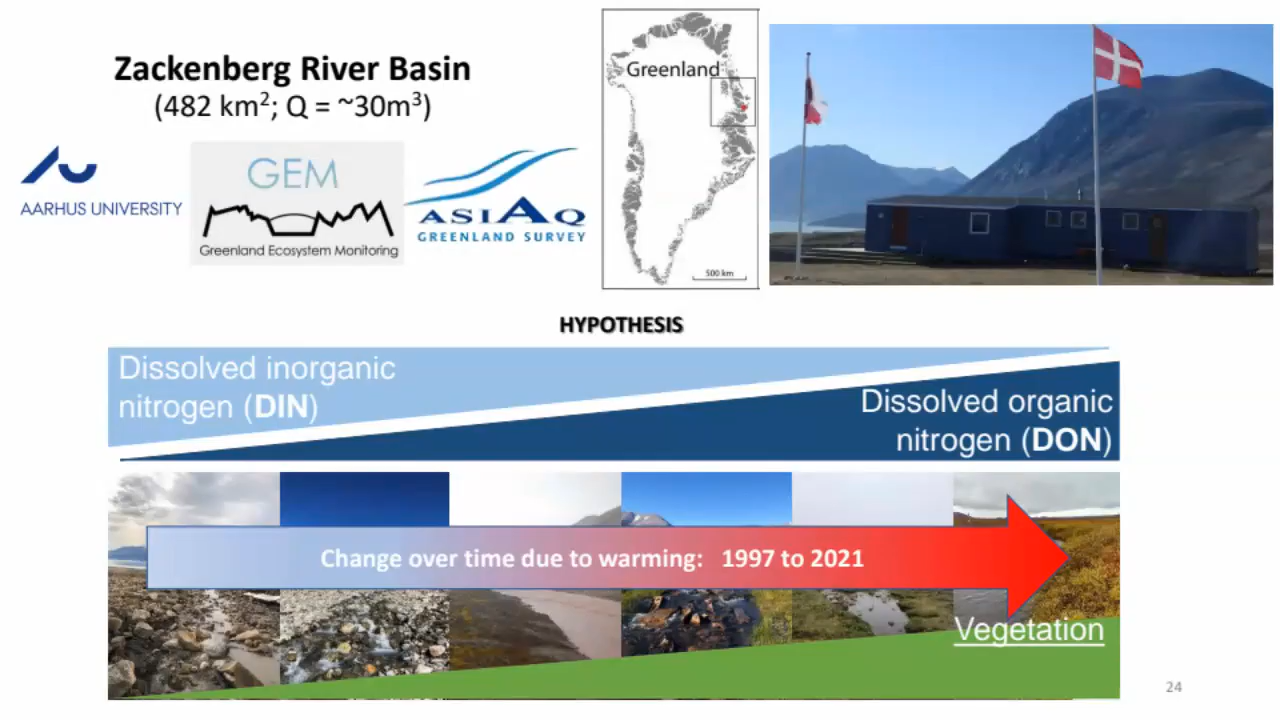 Zackenberg River Basin
(482 km²; Q = ~30m³)
AARHUS UNIVERSITY
GEM
Greenland Ecosystem Monitoring
ASIAQ
GREENLAND SURVEY
Greenland
500 km
HYPOTHESIS
Dissolved inorganic
nitrogen (DIN)
Dissolved organic
nitrogen (DON)
Change over time due to warming: 1997 to 2021
Vegetation
24